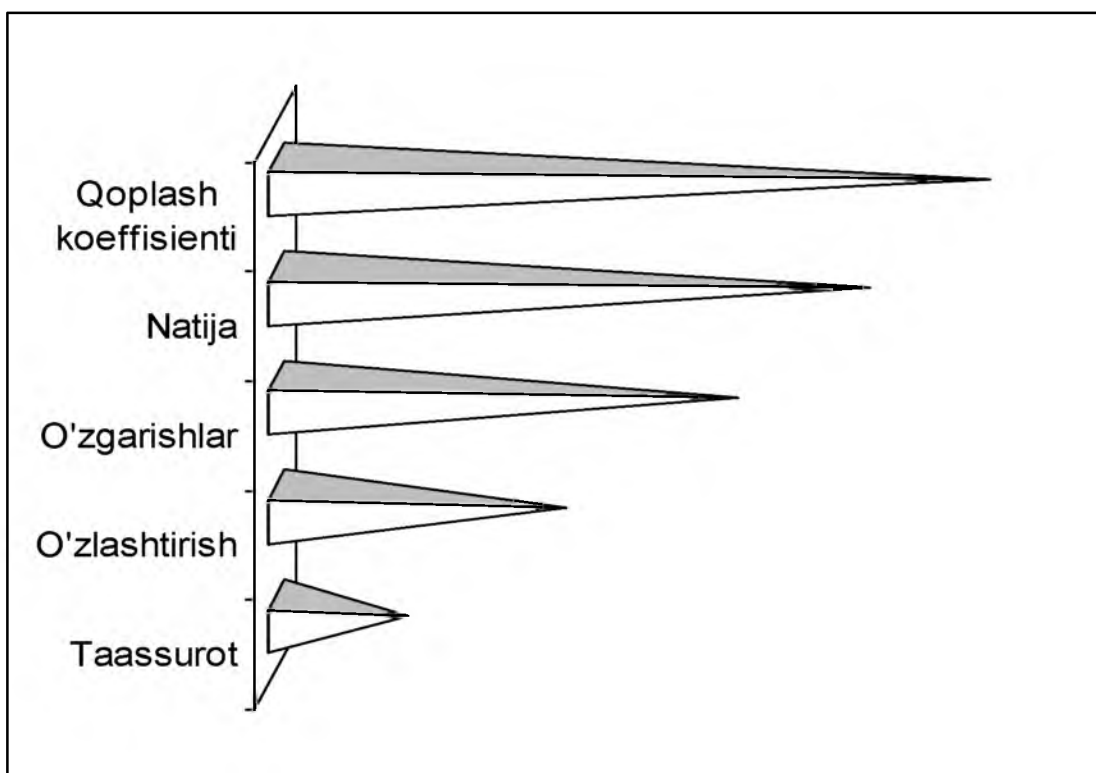 Qoplash
koeffisienti
Natija
O'zgarishlar
O'zlashtirish
Taassurot